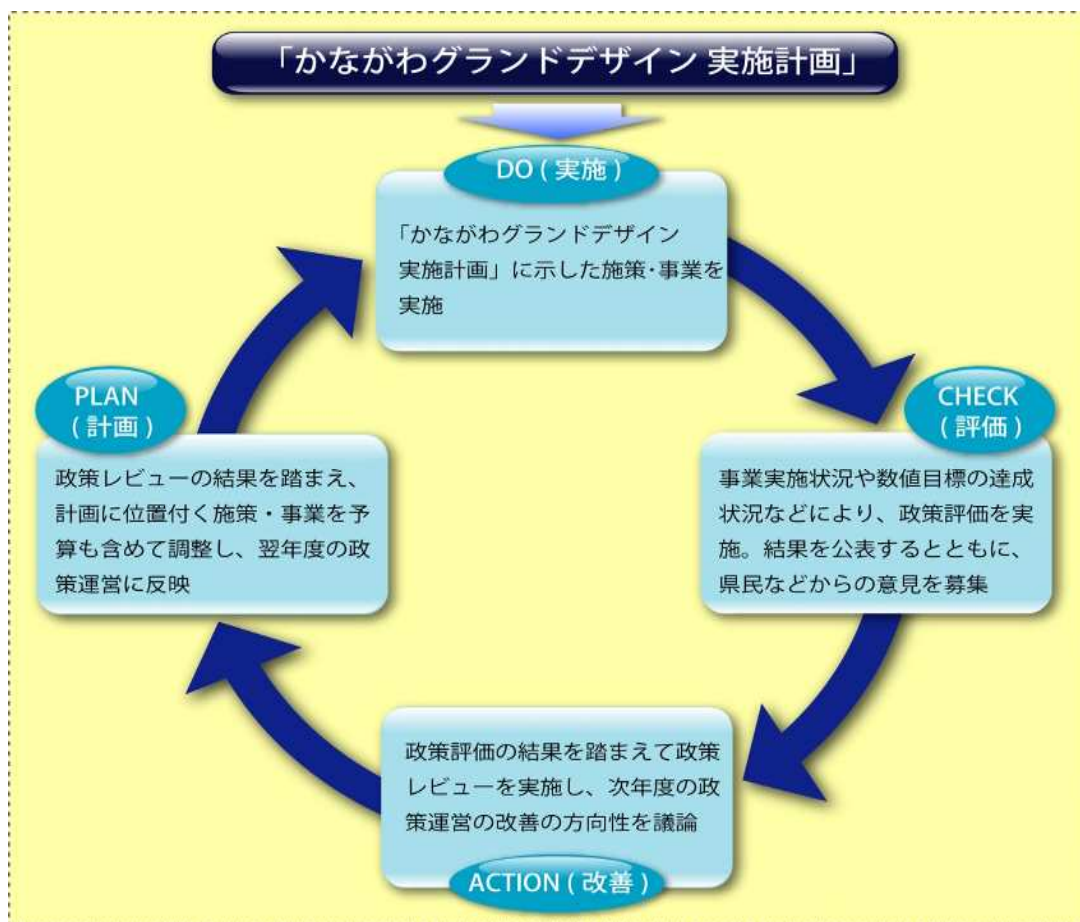 「かながわグランドデザイン 実施計画」
DO ( 実施 )
「かながわグランドデザイン
実施計画」に示した施策･事業を
実施
CHECK
( 評価 )
事業実施状況や数値目標の達成
状況などにより、政策評価を実
施。結果を公表するとともに、
県民などからの意見を募集
政策評価の結果を踏まえて政策
レビューを実施し、次年度の政
策運営の改善の方向性を議論
ACTION ( 改善 )
PLAN
( 計画 )
政策レビューの結果を踏まえ、
計画に位置付く施策・事業を予
算も含めて調整し、翌年度の政
策運営に反映